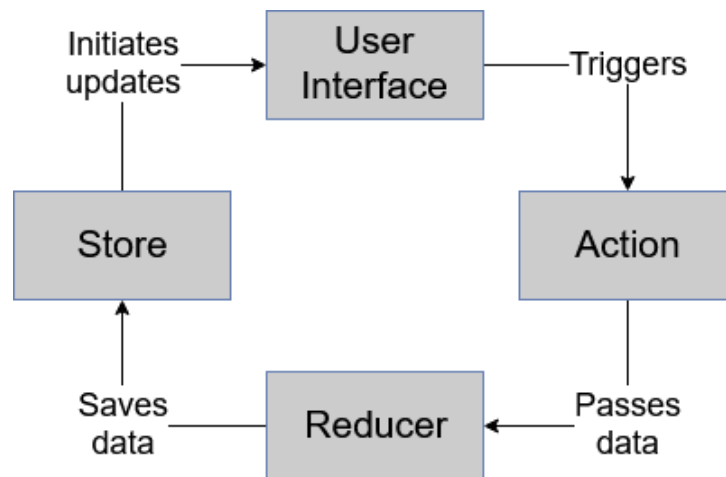 Initiates
updates
User
Interface
Triggers
Store
Action
Saves
data
Reducer
Passes
data